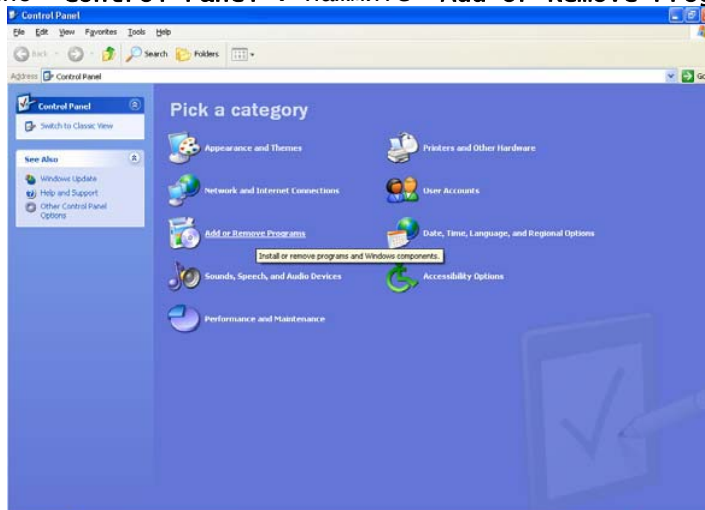 Control Panel
File Edit View Favorites Tools Help
Back Search Folders
Address Control Panel Go
Control Panel
Switch to Classic View
See Also
Windows Update
Help and Support
Other Control Panel
Options
Pick a category
Appearance and Themes
Printers and Other Hardware
Network and Internet Connections
User Accounts
Add or Remove Programs
Date, Time, Language, and Regional Options
Install or remove programs and Windows components.
Sounds, Speech, and Audio Devices
Accessibility Options
Performance and Maintenance